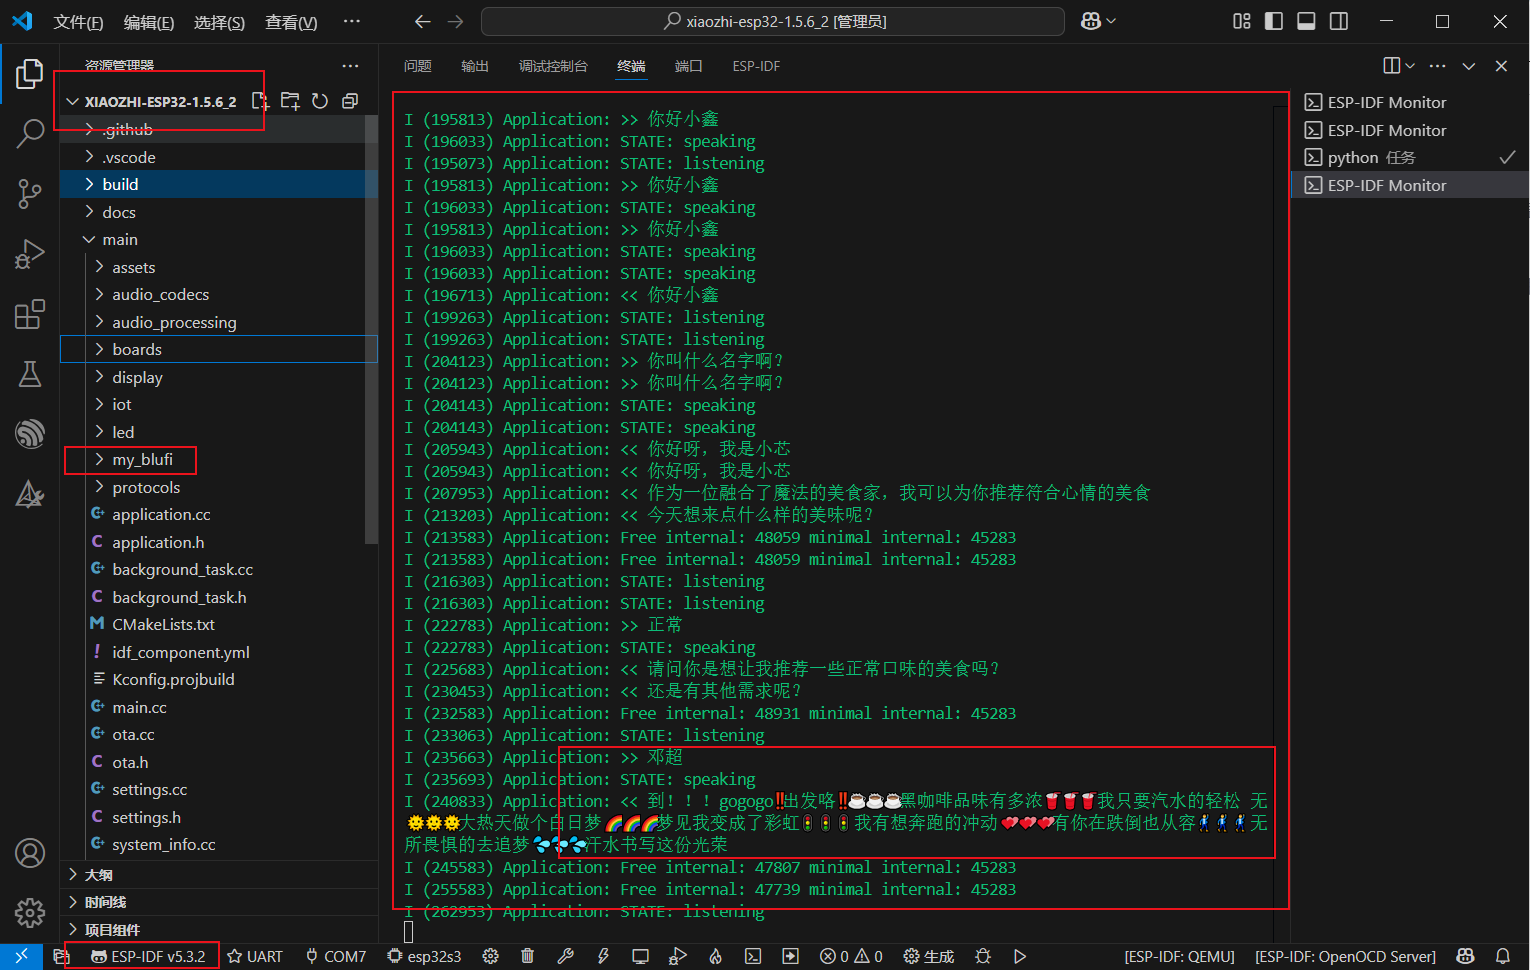 文件(F) 编辑(E) 选择(S) 查看(V) ··· xiaozhi-esp32-1.5.6_2 [管理员]
资源管理器 ···
XIAOZHI-ESP32-1.5.6_2
.github
.vscode
build
docs
main
assets
audio_codecs
audio_processing
boards
display
iot
led
my_blufi
protocols
application.cc
application.h
background_task.cc
background_task.h
CMakeLists.txt
idf_component.yml
Kconfig.projbuild
main.cc
ota.cc
ota.h
settings.cc
settings.h
system_info.cc
大纲
时间线
项目组件
问题 输出 调试控制台 终端 端口 ESP-IDF
I (195813) Application: >> 你好小鑫
I (196033) Application: STATE: speaking
I (195073) Application: STATE: listening
I (195813) Application: >> 你好小鑫
I (196033) Application: STATE: speaking
I (195813) Application: >> 你好小鑫
I (196033) Application: STATE: speaking
I (196033) Application: STATE: speaking
I (196713) Application: << 你好小鑫
I (199263) Application: STATE: listening
I (199263) Application: STATE: listening
I (204123) Application: >> 你叫什么名字啊?
I (204123) Application: >> 你叫什么名字啊?
I (204143) Application: STATE: speaking
I (204143) Application: STATE: speaking
I (205943) Application: << 你好呀，我是小芯
I (205943) Application: << 你好呀，我是小芯
I (207953) Application: << 作为一位融合了魔法的美食家，我可以为你推荐符合心情的美食
I (213203) Application: << 今天想来点什么样的美味呢?
I (213583) Application: Free internal: 48059 minimal internal: 45283
I (213583) Application: Free internal: 48059 minimal internal: 45283
I (216303) Application: STATE: listening
I (216303) Application: STATE: listening
I (222783) Application: >> 正常
I (222783) Application: STATE: speaking
I (225683) Application: << 请问你是想让我推荐一些正常口味的美食吗?
I (230453) Application: << 还是有其他需求呢?
I (232583) Application: Free internal: 48931 minimal internal: 45283
I (233063) Application: STATE: listening
I (235663) Application: >> 邓超
I (235693) Application: STATE: speaking
I (240833) Application: << 到！！！gogogo‼️出发咯‼️☕☕☕黑咖啡品味有多浓🥤🥤🥤我只要汽水的轻松 无
🌞🌞🌞大热天做个白日梦🌈🌈🌈梦见我变成了彩虹🚦🚦🚦我有想奔跑的冲动💕💕💕有你在跌倒也从容🕺🕺🕺无
所畏惧的去追梦💦💦💦汗水书写这份光荣
I (245583) Application: Free internal: 47807 minimal internal: 45283
I (255583) Application: Free internal: 47739 minimal internal: 45283
I (262953) Application: STATE: listening
ESP-IDF Monitor
ESP-IDF Monitor
python 任务
ESP-IDF Monitor
ESP-IDF v5.3.2 UART COM7 esp32s3 0 0 生成 [ESP-IDF: QEMU] [ESP-IDF: OpenOCD Server]